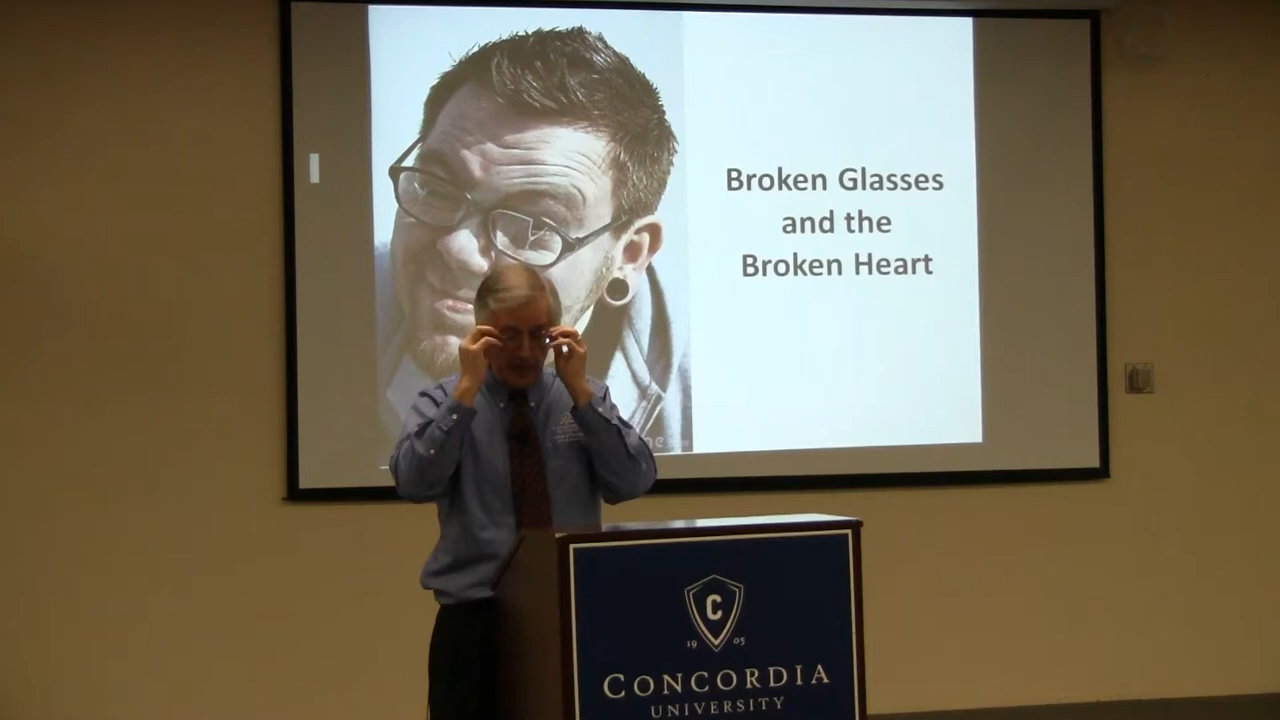 Broken Glasses
and the
Broken Heart
C
19 05
CONCORDIA
UNIVERSITY